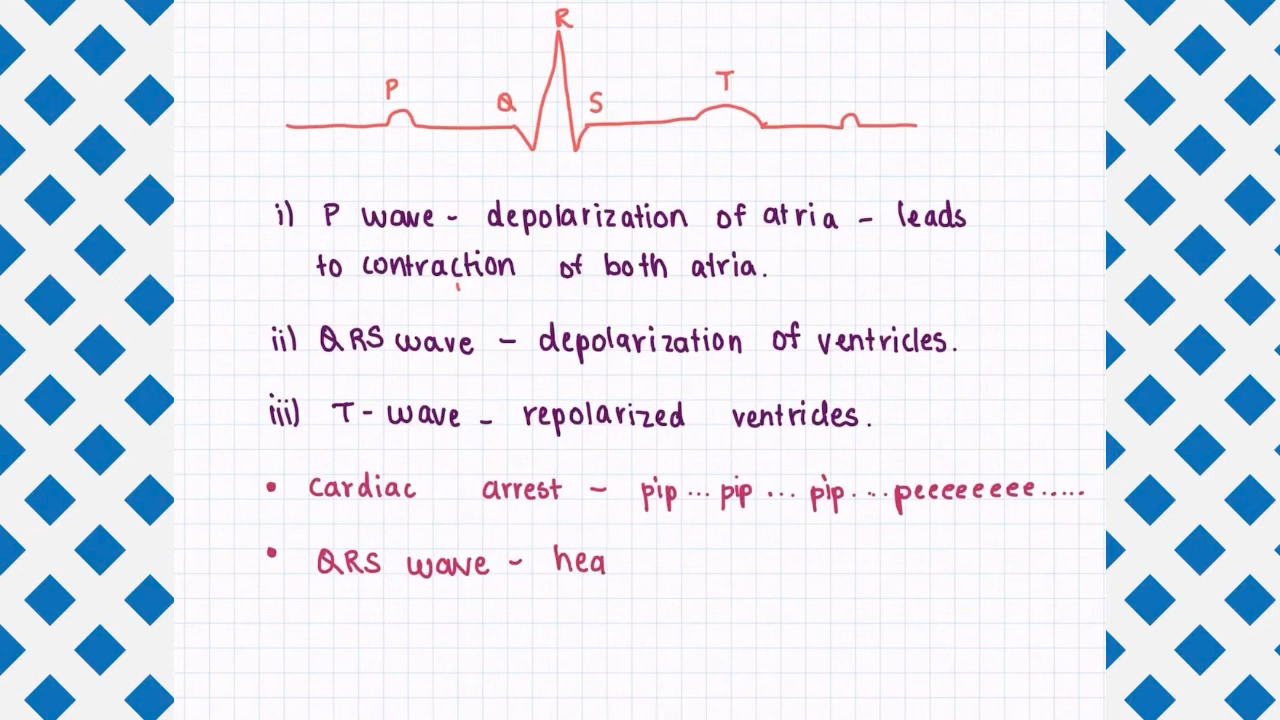 R
P
Q
S
T
i) P wave - depolarization of atria - leads
to contraction of both atria.
ii) QRS wave - depolarization of ventricles.
iii) T- wave - repolarized ventricles.
• cardiac arrest - pip ... pip ... pip ... peeeeeeee.....
• QRS wave - hea